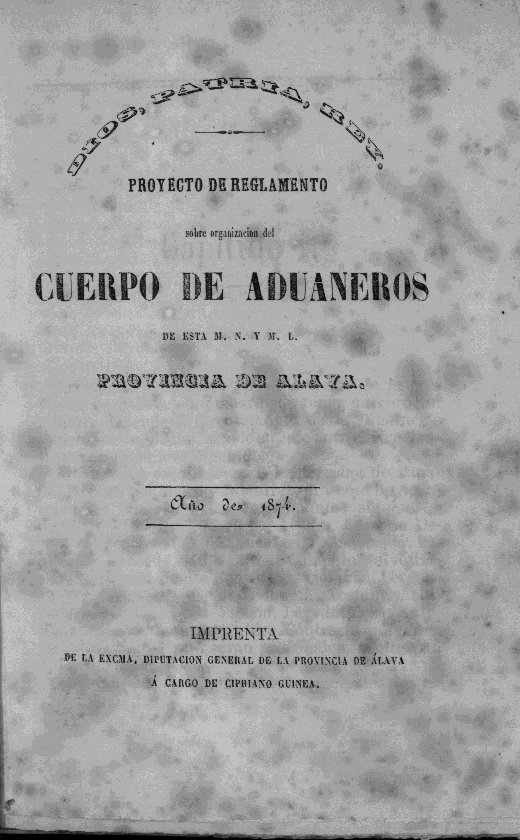 DIOS, PATRIA, REY.
PROYECTO DE REGLAMENTO
sobre organizacion del
CUERPO DE ADUANEROS
DE ESTA M. N. Y M. L.
PROVINCIA DE ALAVA.
Año de 1874.
IMPRENTA
DE LA EXCMA. DIPUTACION GENERAL DE LA PROVINCIA DE ÁLAVA
Á CARGO DE CIPRIANO GUINEA.